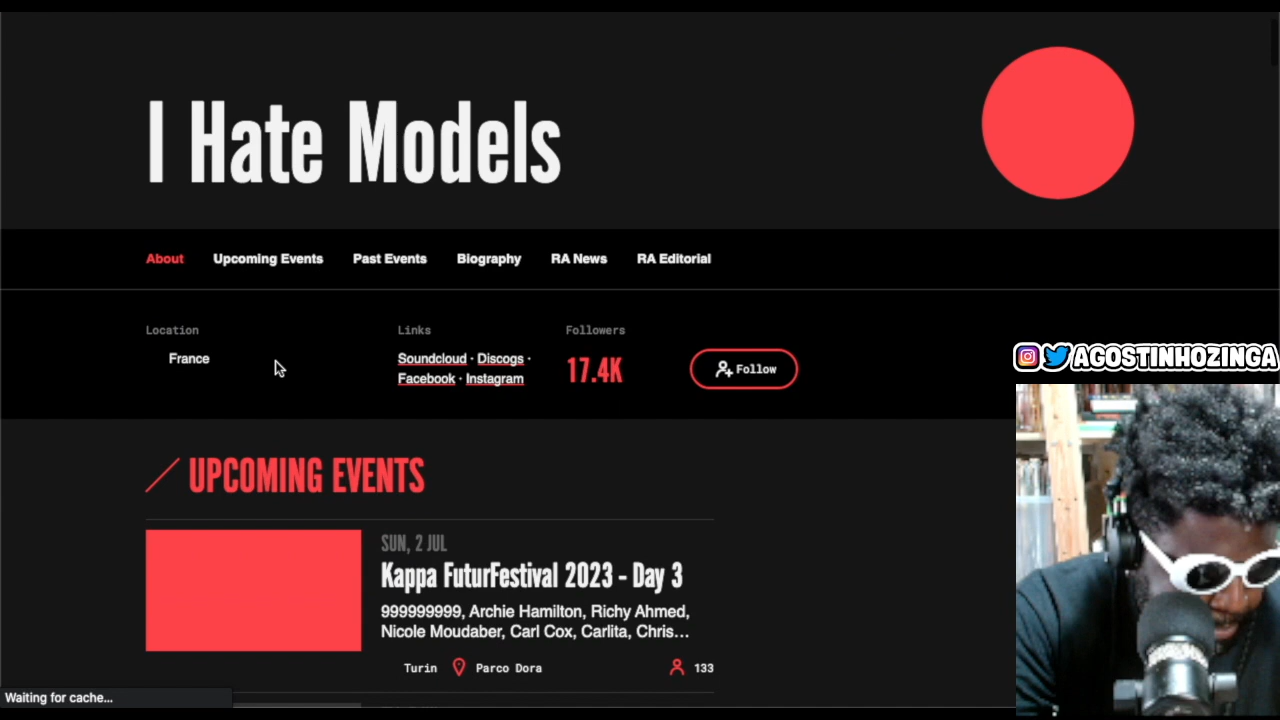 I Hate Models
About Upcoming Events Past Events Biography RA News RA Editorial
Location
France
Links
Soundcloud · Discogs ·
Facebook · Instagram
Followers
17.4K
Follow
AGOSTINHOZINGA
UPCOMING EVENTS
SUN, 2 JUL
Kappa FuturFestival 2023 - Day 3
999999999, Archie Hamilton, Richy Ahmed,
Nicole Moudaber, Carl Cox, Carlita, Chris...
Turin Parco Dora 133
Waiting for cache...